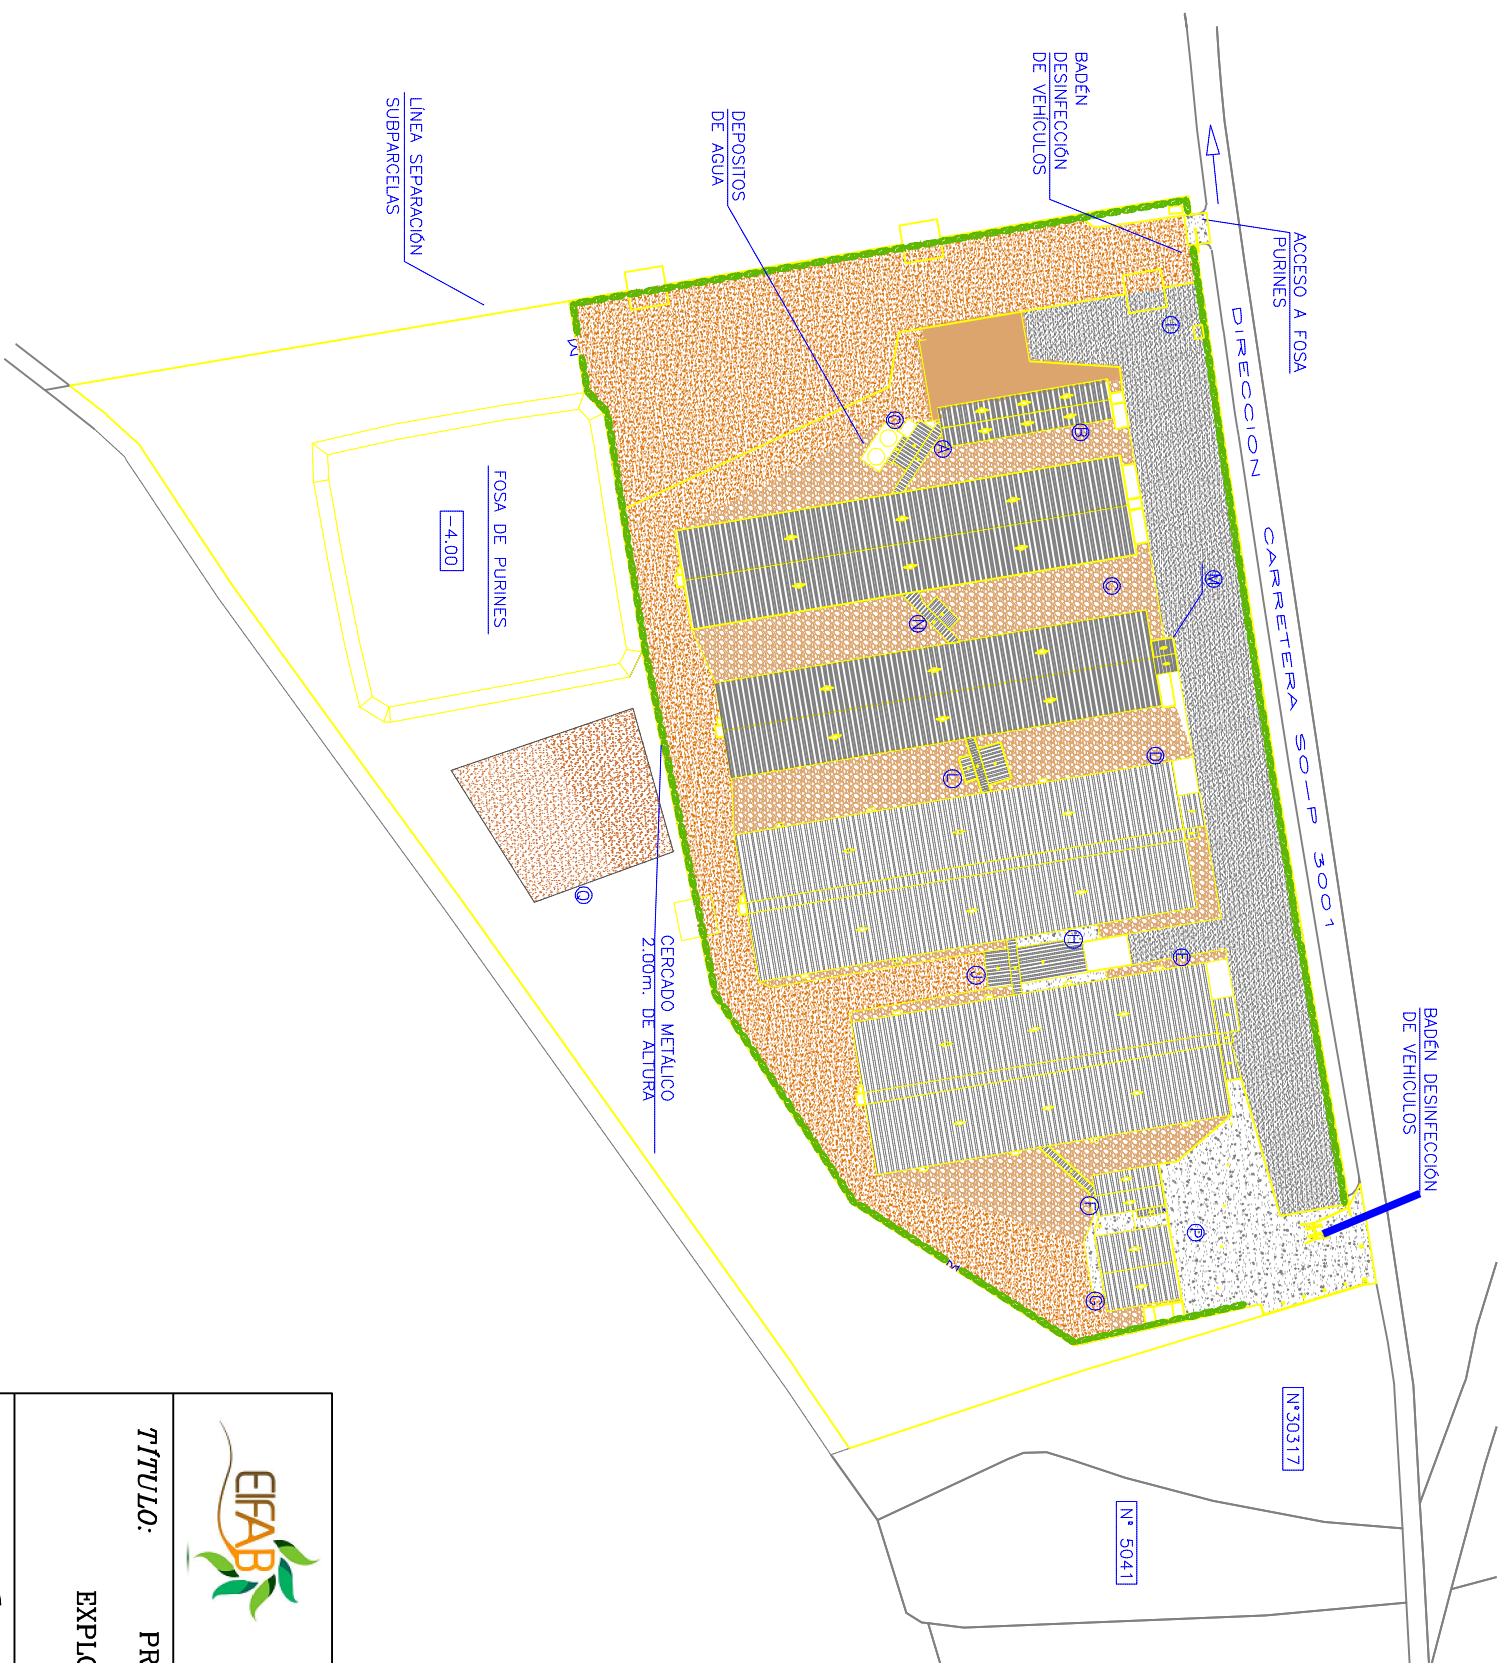 BADÉN DESINFECCIÓN
DE VEHICULOS
ACCESO A FOSA
PURINES
DIRECCION CARRETERA SO-P 3001
BADÉN
DESINFECCIÓN
DE VEHÍCULOS
DEPOSITOS
DE AGUA
LÍNEA SEPARACIÓN
SUBPARCELAS
FOSA DE PURINES
-4.00
CERCADO METÁLICO
2.00m. DE ALTURA
Nº30317
Nº 5041
I
B
O
A
M
C
N
D
L
H
E
J
F
P
G
Q
EIFAB
TÍTULO: